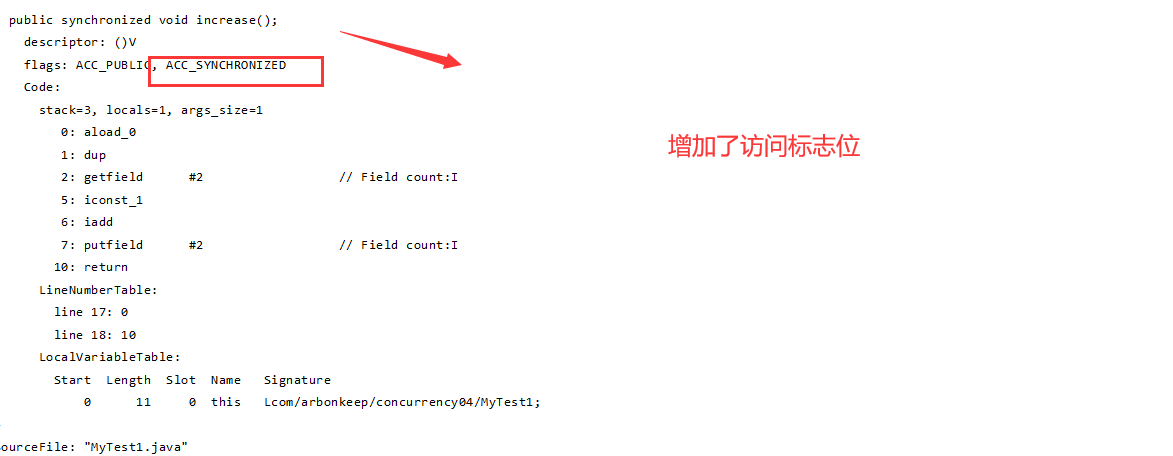 public synchronized void increase();
descriptor: ()V
flags: ACC_PUBLIC, ACC_SYNCHRONIZED
Code:
stack=3, locals=1, args_size=1
0: aload_0
增加了访问标志位
1: dup
2: getfield #2 // Field count:I
5: iconst_1
6: iadd
7: putfield #2 // Field count:I
10: return
LineNumberTable:
line 17: 0
line 18: 10
LocalVariableTable:
Start Length Slot Name Signature
0 11 0 this Lcom/arbonkeep/concurrency04/MyTest1;
ourceFile: "MyTest1.java"